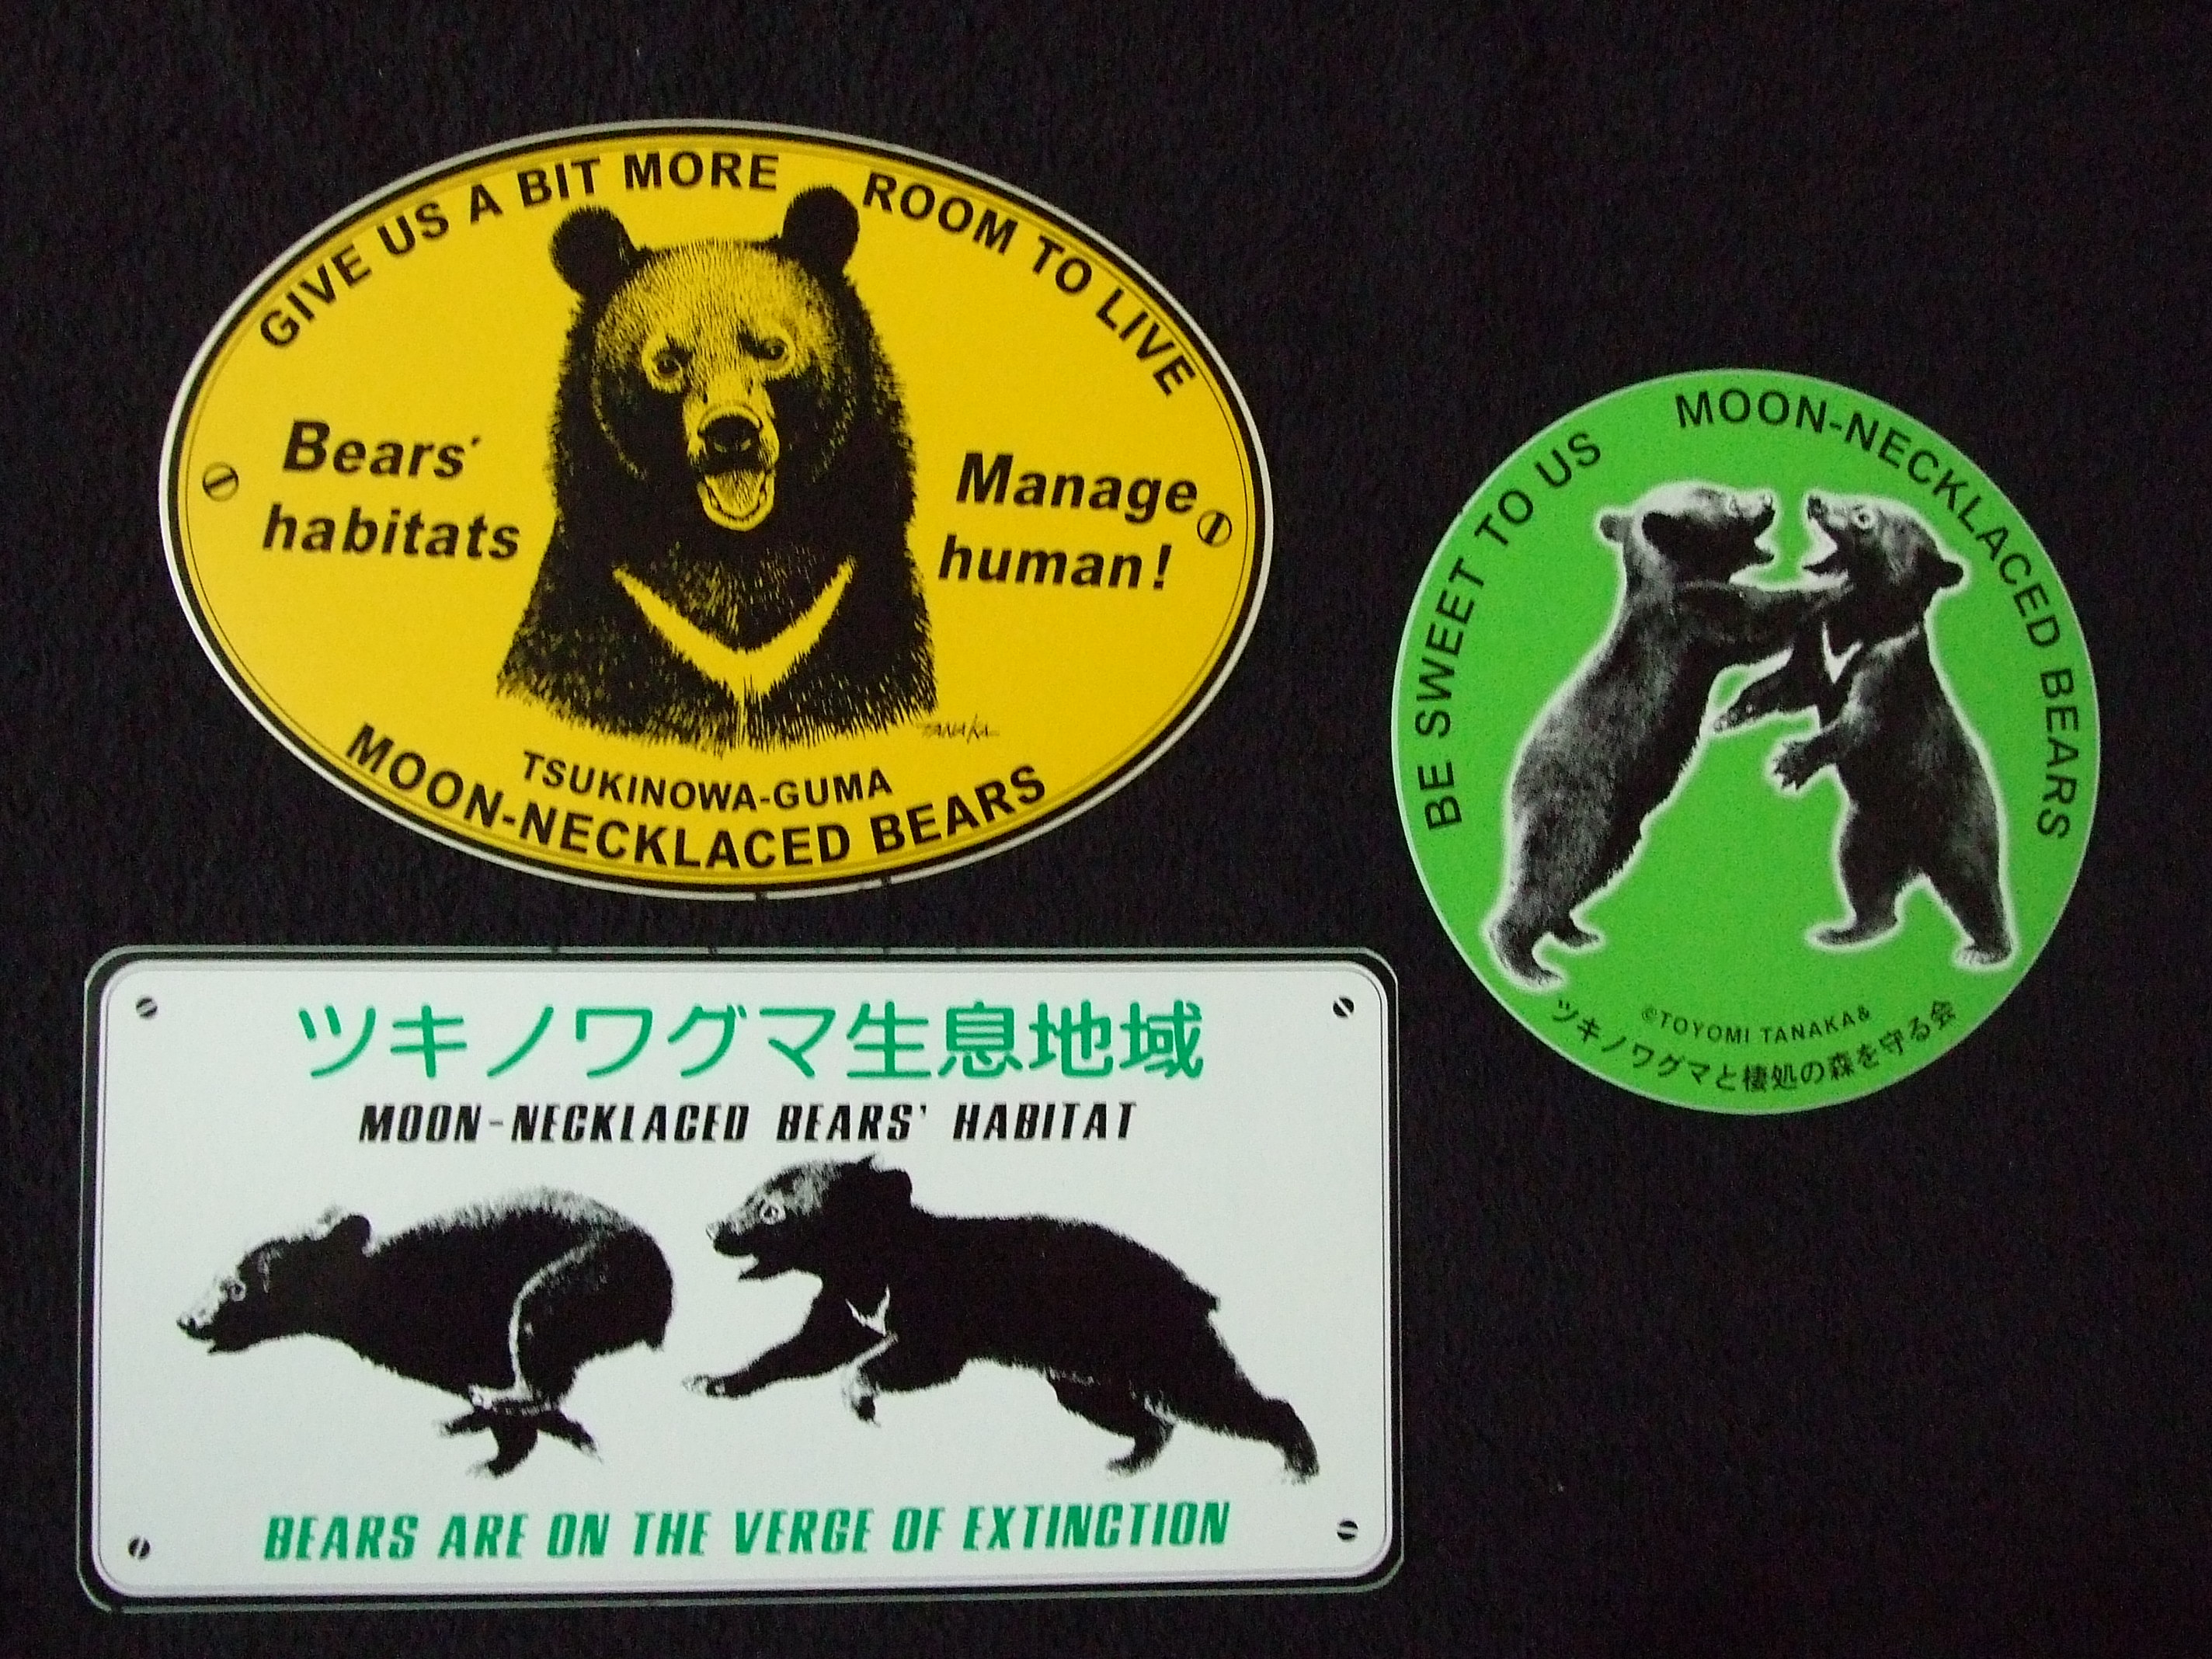 GIVE US A BIT MORE ROOM TO LIVE
Bears'
habitats
Manage
human!
TANAKA
TSUKINOWA-GUMA
MOON-NECKLACED BEARS
BE SWEET TO US MOON-NECKLACED BEARS
©TOYOMI TANAKA&
ツキノワグマと棲処の森を守る会
ツキノワグマ生息地域
MOON-NECKLACED BEARS' HABITAT
BEARS ARE ON THE VERGE OF EXTINCTION